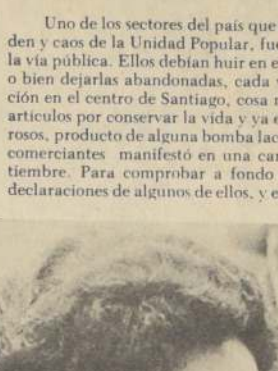 Uno de los sectores del país que
den y caos de la Unidad Popular, fue
la vía pública. Ellos debían huir en e
o bien dejarlas abandonadas, cada
ción en el centro de Santiago, cosa
artículos por conservar la vida y ya e
rosos, producto de alguna bomba lac
comerciantes manifestó en una car
tiembre. Para comprobar a fondo
declaraciones de algunos de ellos, y e